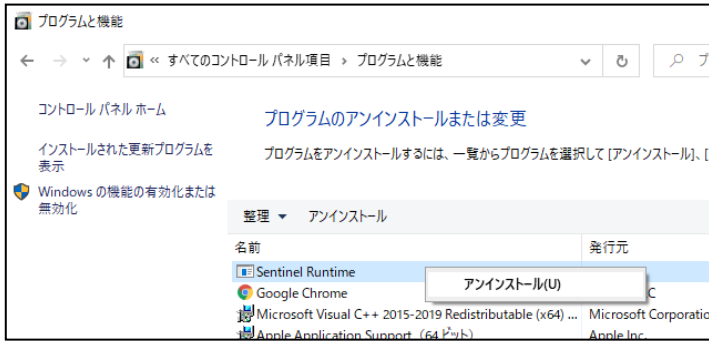 プログラムと機能
« すべてのコントロール パネル項目 › プログラムと機能
コントロール パネル ホーム
インストールされた更新プログラムを
表示
Windows の機能の有効化または
無効化
プログラムのアンインストールまたは変更
プログラムをアンインストールするには、一覧からプログラムを選択して [アンインストール]、[
整理 ▼ アンインストール
名前 発行元
Sentinel Runtime
アンインストール(U)
Google Chrome
Microsoft Visual C++ 2015-2019 Redistributable (x64) ... Microsoft Corporatio
Apple Application Support（64 ビット） Apple Inc.